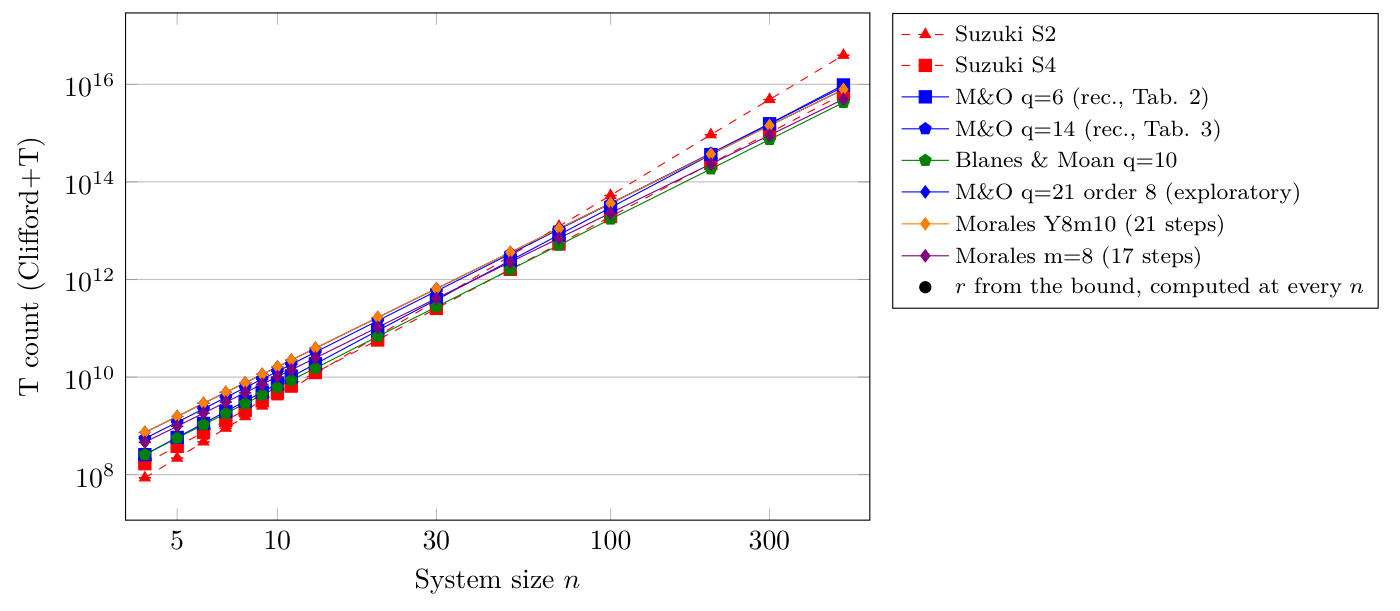 10^16
10^14
10^12
10^10
10^8
T count (Clifford+T)
5 10 30 100 300
System size n
Suzuki S2
Suzuki S4
M&O q=6 (rec., Tab. 2)
M&O q=14 (rec., Tab. 3)
Blanes & Moan q=10
M&O q=21 order 8 (exploratory)
Morales Y8m10 (21 steps)
Morales m=8 (17 steps)
r from the bound, computed at every n